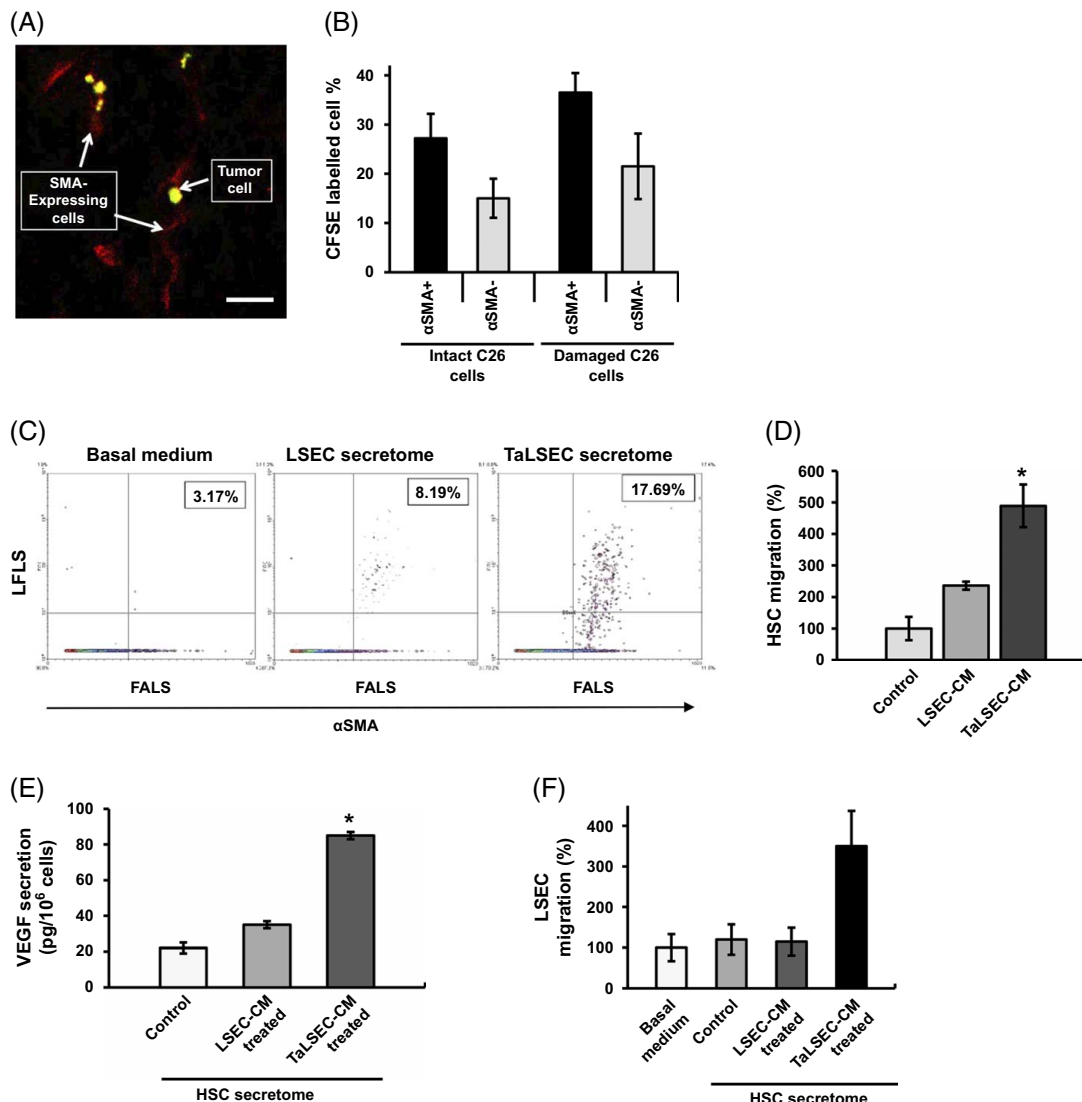 (A)
SMA-
Expressing
cells
Tumor
cell
(B)
CFSE labelled cell %
40
30
20
10
0
αSMA+
αSMA-
αSMA+
αSMA-
Intact C26
cells
Damaged C26
cells
(C)
Basal medium
LSEC secretome
TaLSEC secretome
3.17%
8.19%
17.69%
LFLS
FALS
FALS
FALS
αSMA
(D)
HSC migration (%)
600
500
400
300
200
100
0
*
Control
LSEC-CM
TaLSEC-CM
(E)
VEGF secretion
(pg/10⁶ cells)
100
80
60
40
20
0
*
Control
LSEC-CM
treated
TaLSEC-CM
treated
HSC secretome
(F)
LSEC
migration (%)
400
300
200
100
0
Basal
medium
Control
LSEC-CM
treated
TaLSEC-CM
treated
HSC secretome